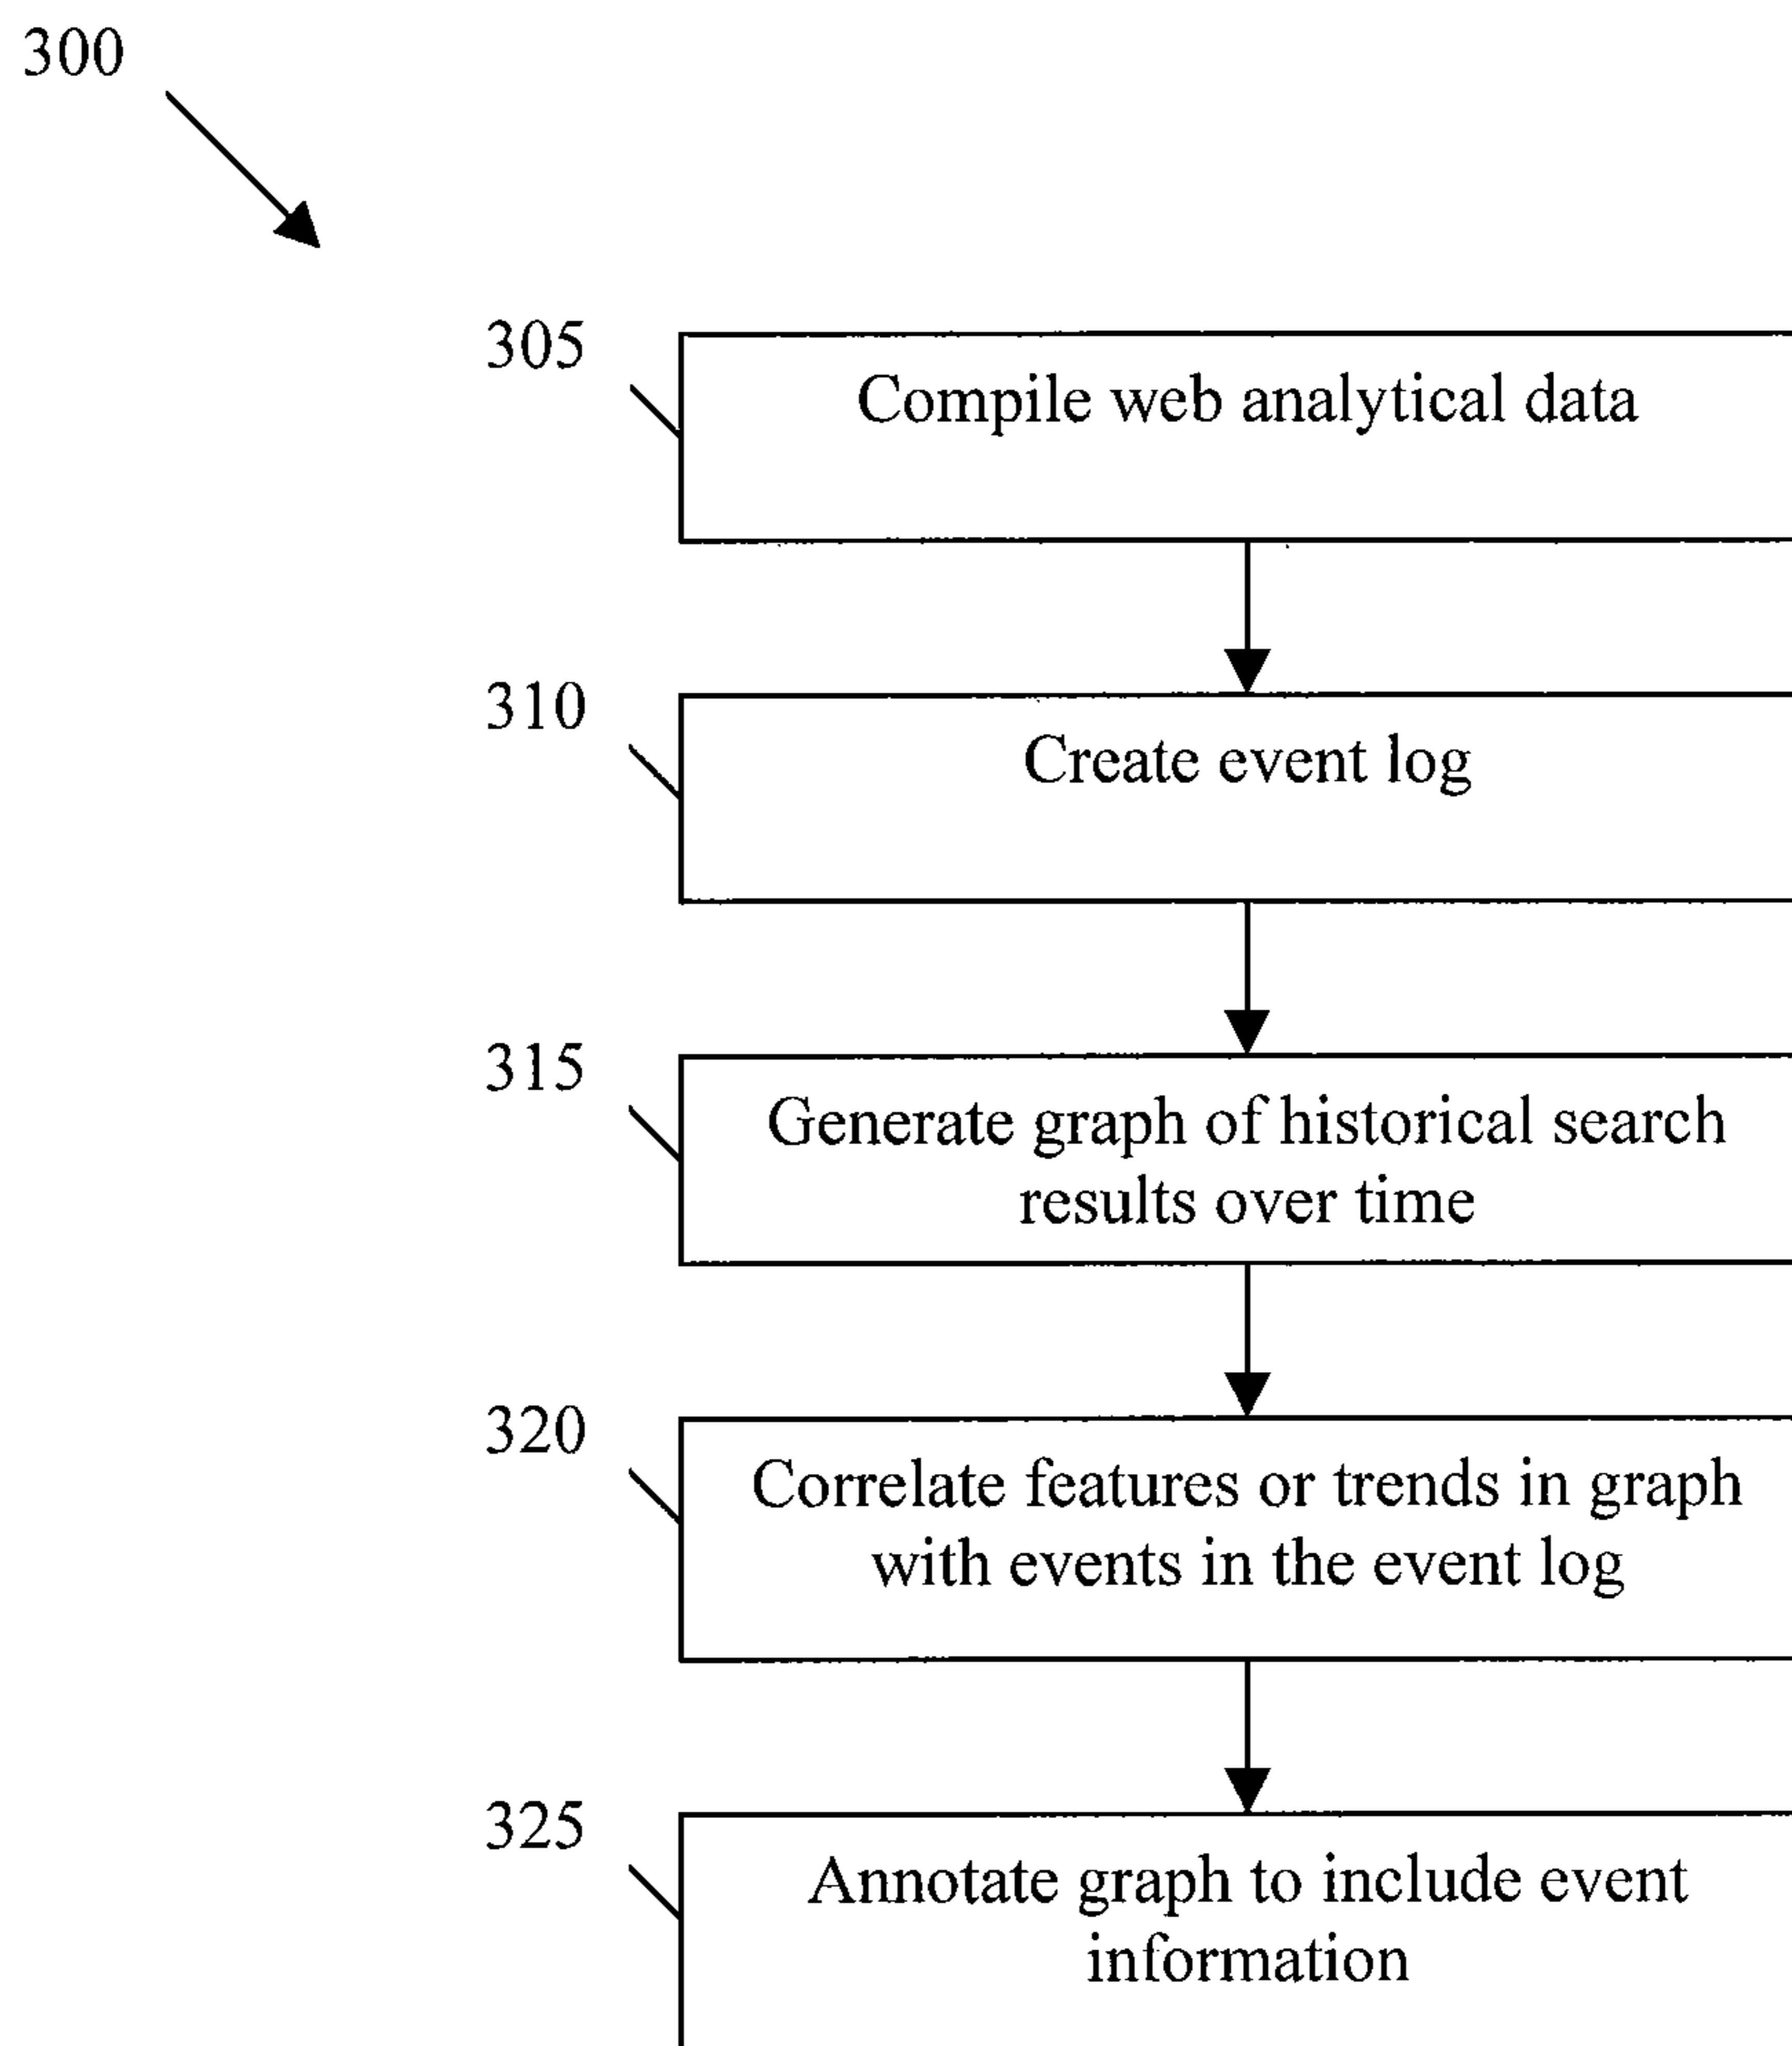 300
305
Compile web analytical data
310
Create event log
315
Generate graph of historical search
results over time
320
Correlate features or trends in graph
with events in the event log
325
Annotate graph to include event
information